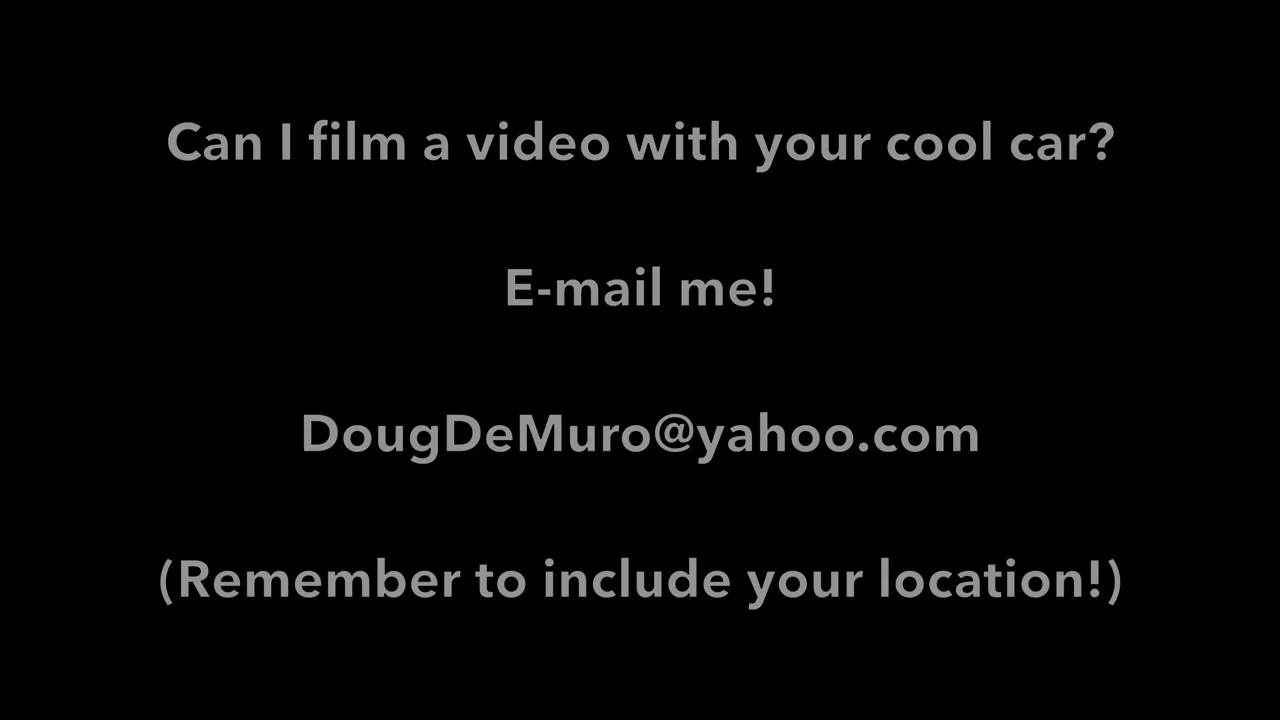 Can I film a video with your cool car?
E-mail me!
DougDeMuro@yahoo.com
(Remember to include your location!)